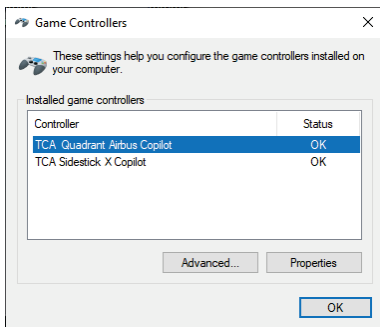 Game Controllers
These settings help you configure the game controllers installed on
your computer.
Installed game controllers
Controller Status
TCA Quadrant Airbus Copilot OK
TCA Sidestick X Copilot OK
Advanced... Properties
OK